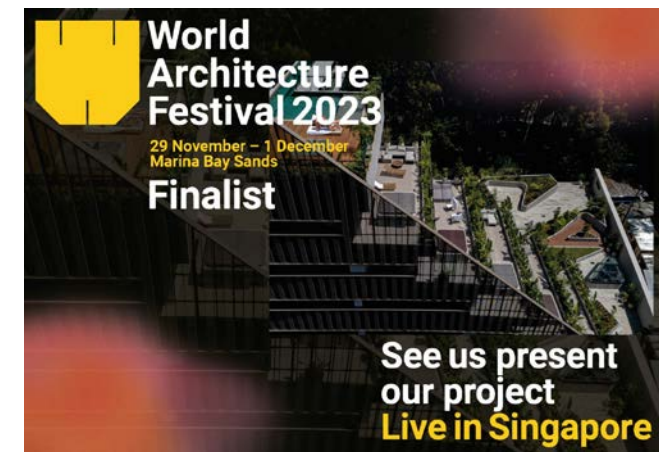 World
Architecture
Festival 2023
29 November – 1 December
Marina Bay Sands
Finalist
See us present
our project
Live in Singapore